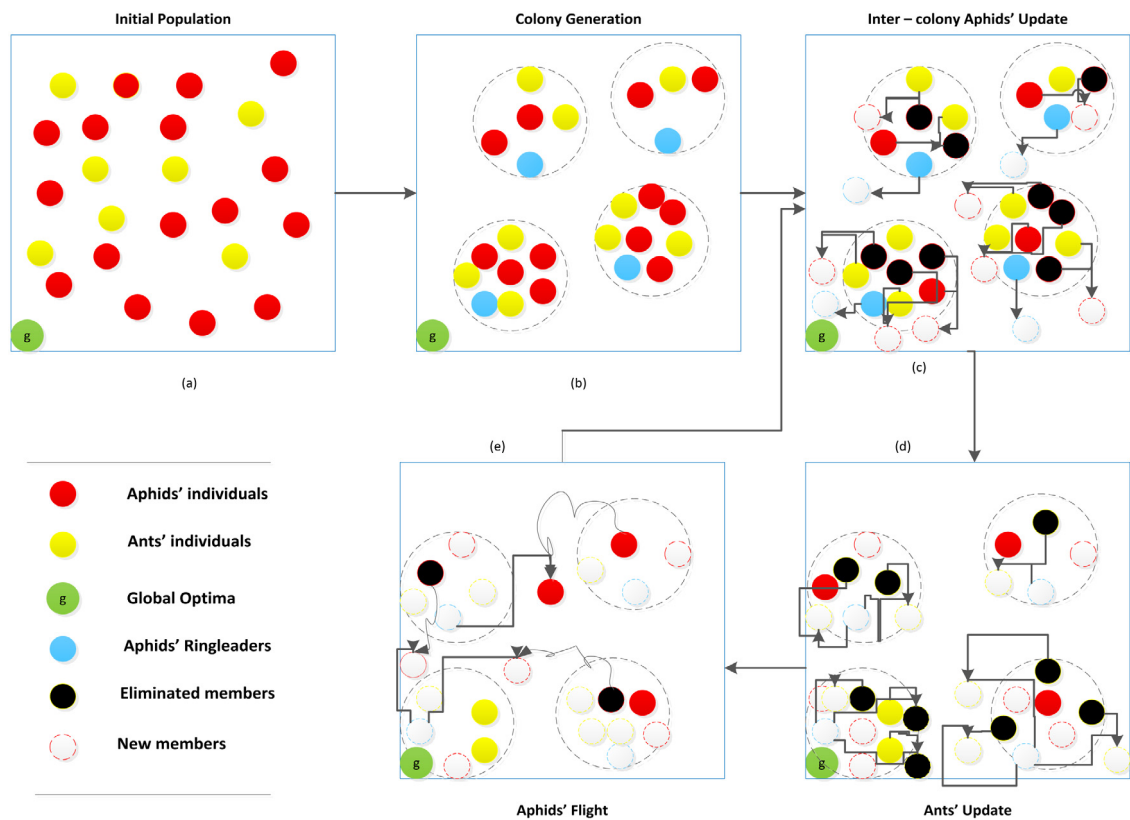 Initial Population
Colony Generation
Inter – colony Aphids' Update
g
g
g
(a)
(b)
(c)
(e)
(d)
Aphids' individuals
Ants' individuals
g
Global Optima
Aphids' Ringleaders
Eliminated members
New members
g
g
Aphids' Flight
Ants' Update